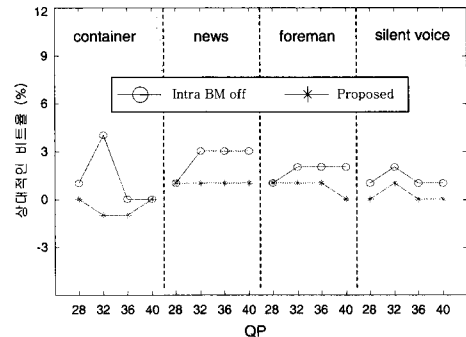 12
9
6
3
0
-3
상대적인 비트율 (%)
container news foreman silent voice
Intra BM off Proposed
28 32 36 40 28 32 36 40 28 32 36 40 28 32 36 40
QP